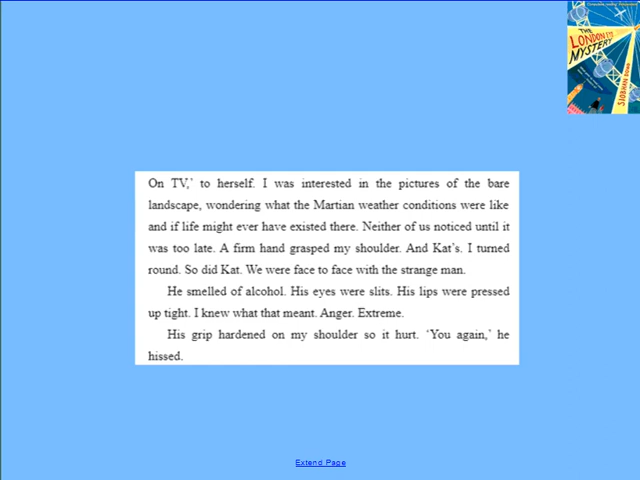 THE
LONDON EYE
MYSTERY
SIOBHAN DOWD
On TV,' to herself. I was interested in the pictures of the bare
landscape, wondering what the Martian weather conditions were like
and if life might ever have existed there. Neither of us noticed until it
was too late. A firm hand grasped my shoulder. And Kat's. I turned
round. So did Kat. We were face to face with the strange man.
He smelled of alcohol. His eyes were slits. His lips were pressed
up tight. I knew what that meant. Anger. Extreme.
His grip hardened on my shoulder so it hurt. 'You again,' he
hissed.
Extend Page